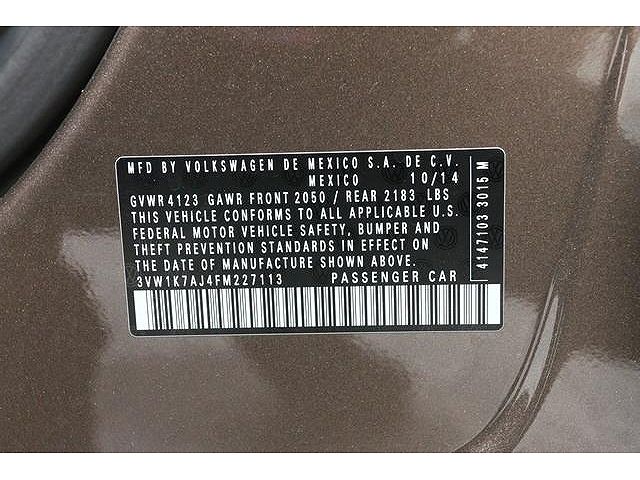 MFD BY VOLKSWAGEN DE MEXICO S.A. DE C.V.
MEXICO 10/14
GVWR 4123 GAWR FRONT 2050 / REAR 2183 LBS
THIS VEHICLE CONFORMS TO ALL APPLICABLE U.S.
FEDERAL MOTOR VEHICLE SAFETY, BUMPER AND
THEFT PREVENTION STANDARDS IN EFFECT ON
THE DATE OF MANUFACTURE SHOWN ABOVE.
3VW1K7AJ4FM227113 PASSENGER CAR
4147103 3015 M